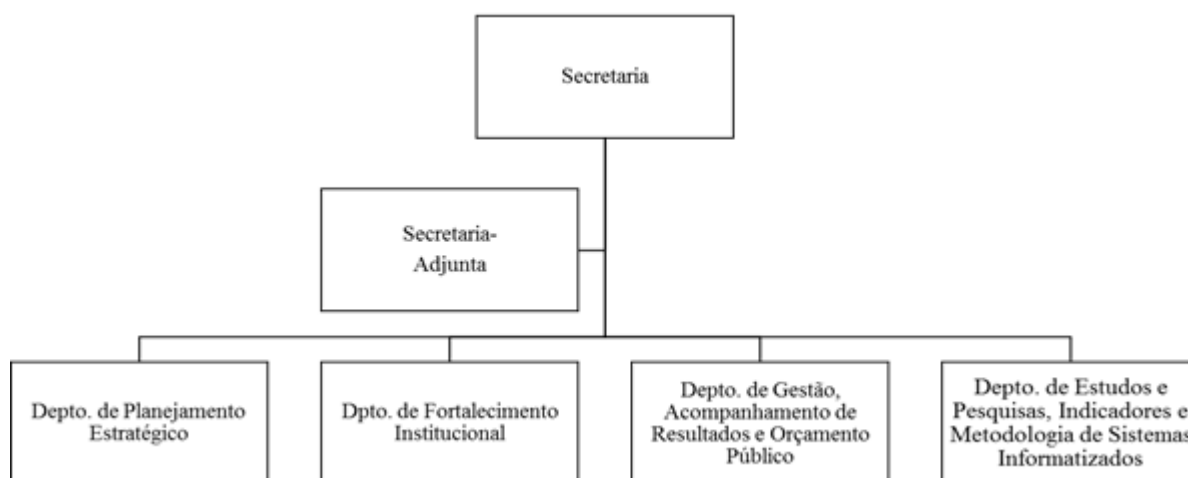 Secretaria
Secretaria-
Adjunta
Depto. de Planejamento
Estratégico
Dpto. de Fortalecimento
Institucional
Depto. de Gestão,
Acompanhamento de
Resultados e Orçamento
Público
Depto. de Estudos e
Pesquisas, Indicadores e
Metodologia de Sistemas
Informatizados